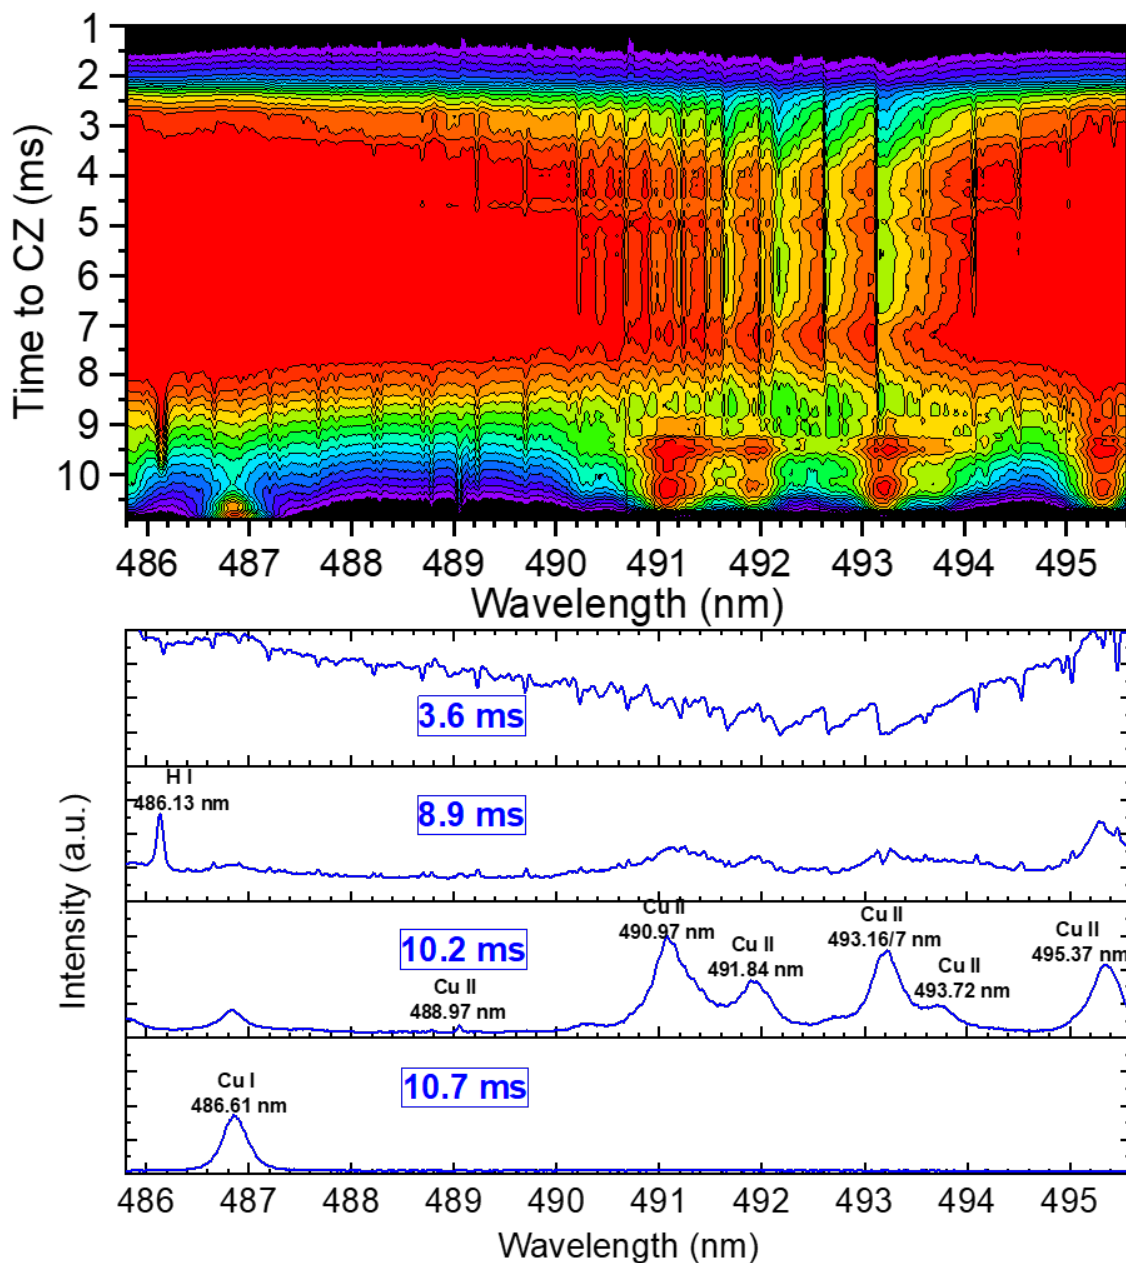 1
2
3
4
5
6
7
8
9
10
Time to CZ (ms)
486 487 488 489 490 491 492 493 494 495
Wavelength (nm)
3.6 ms
H I
486.13 nm
8.9 ms
Cu II
490.97 nm
Cu II
493.16/7 nm
Cu II
495.37 nm
10.2 ms
Cu II
491.84 nm
Cu II
493.72 nm
Cu II
488.97 nm
10.7 ms
Cu I
486.61 nm
Intensity (a.u.)
486 487 488 489 490 491 492 493 494 495
Wavelength (nm)